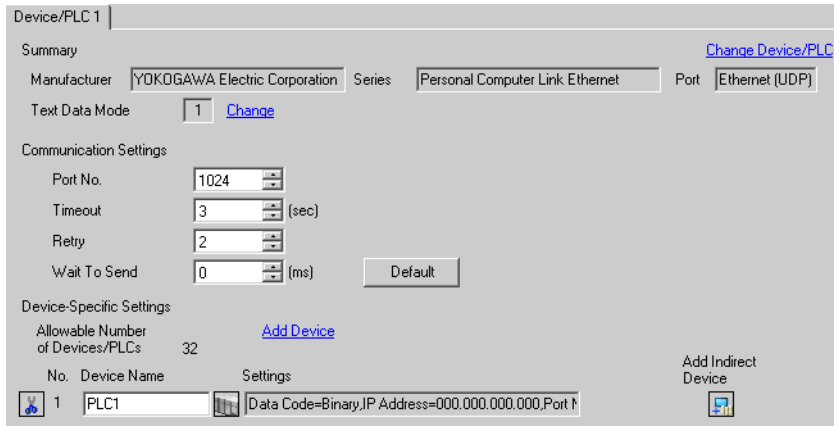 Device/PLC 1
Summary Change Device/PLC
Manufacturer YOKOGAWA Electric Corporation Series Personal Computer Link Ethernet Port Ethernet (UDP)
Text Data Mode 1 Change
Communication Settings
Port No. 1024
Timeout 3 (sec)
Retry 2
Wait To Send 0 (ms) Default
Device-Specific Settings
Allowable Number
of Devices/PLCs 32 Add Device
No. Device Name Settings Add Indirect
Device
1 PLC1 Data Code=Binary,IP Address=000.000.000.000,Port